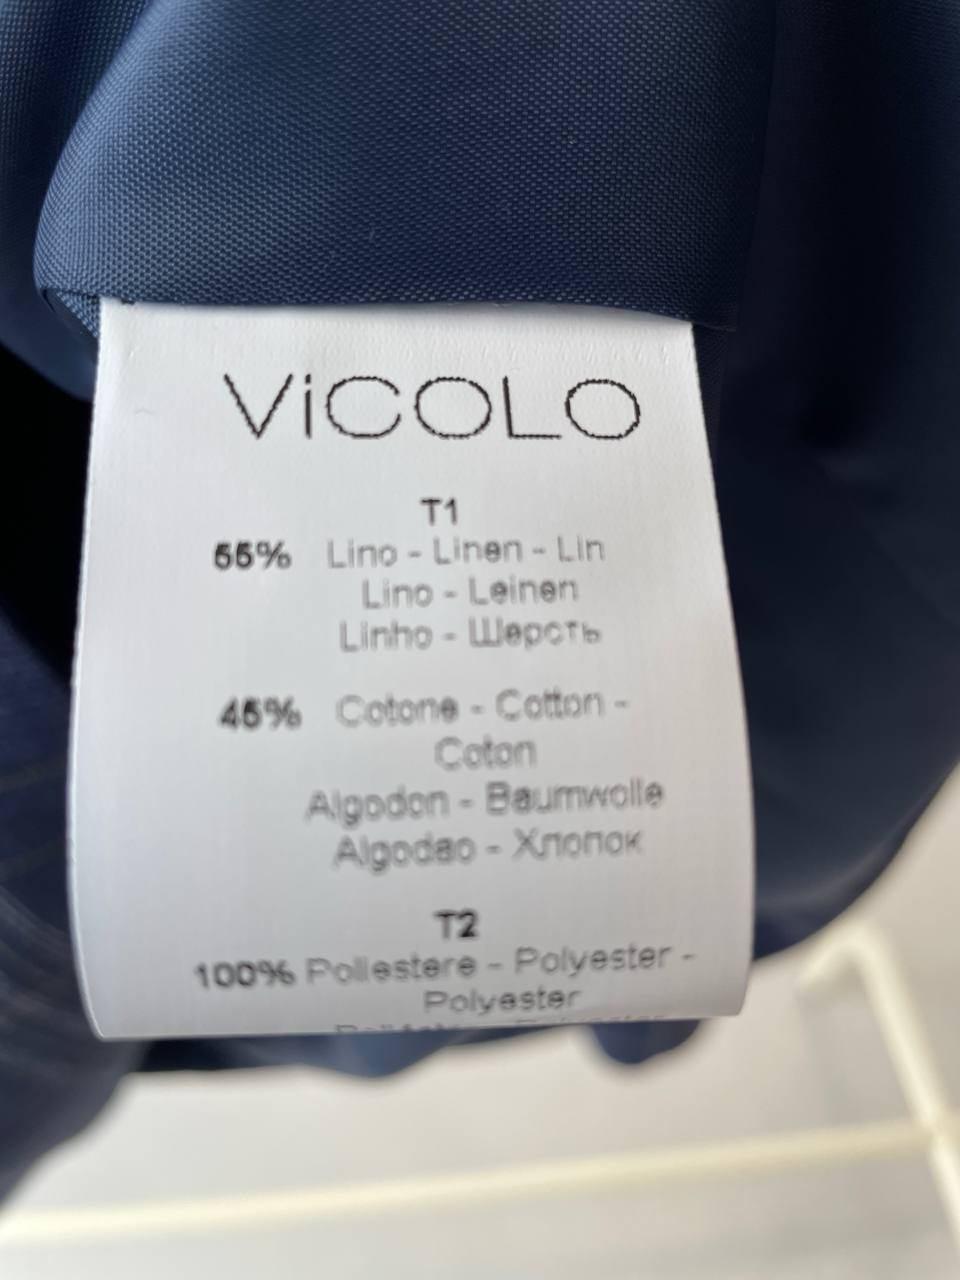 ViCOLO
T1
55% Lino - Linen - Lin
Lino - Leinen
Linho - Шерсть
45% Cotone - Cotton -
Coton
Algodon - Baumwolle
Algodao - Хлопок
T2
100% Poliestere - Polyester -
Polyester